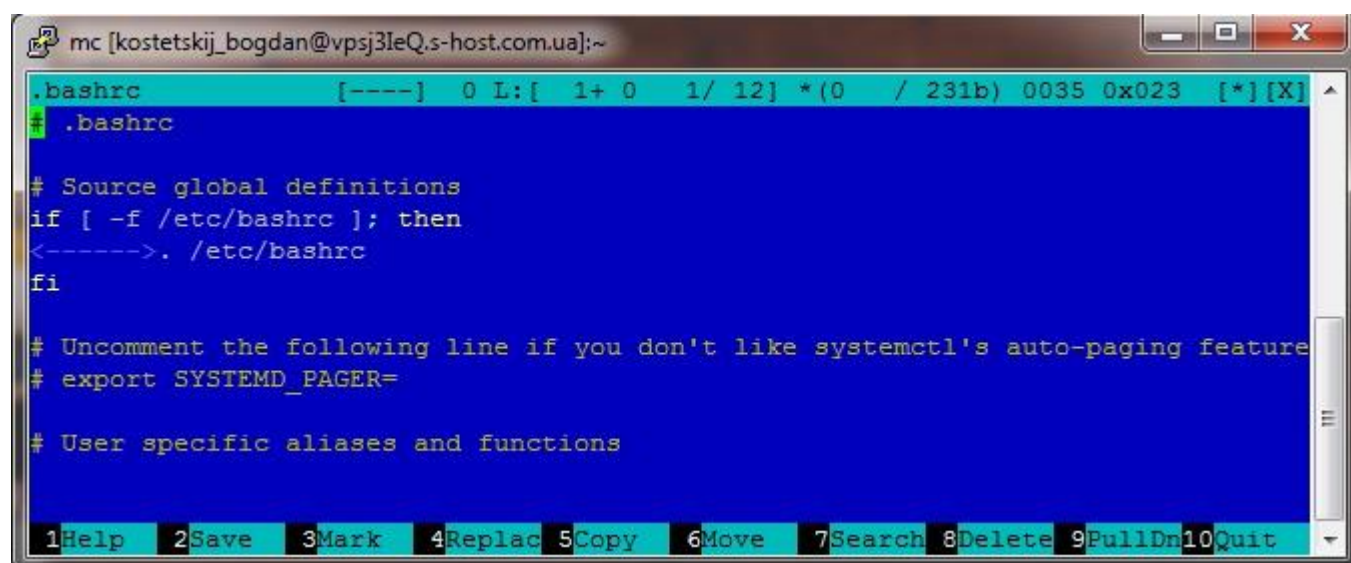 mc [kostetskij_bogdan@vpsj3IeQ.s-host.com.ua]:~
.bashrc [----] 0 L:[ 1+ 0 1/ 12] *(0 / 231b) 0035 0x023 [*][X]
# .bashrc
# Source global definitions
if [ -f /etc/bashrc ]; then
<------>. /etc/bashrc
fi
# Uncomment the following line if you don't like systemctl's auto-paging feature
# export SYSTEMD_PAGER=
# User specific aliases and functions
1Help 2Save 3Mark 4Replac 5Copy 6Move 7Search 8Delete 9PullDn 10Quit